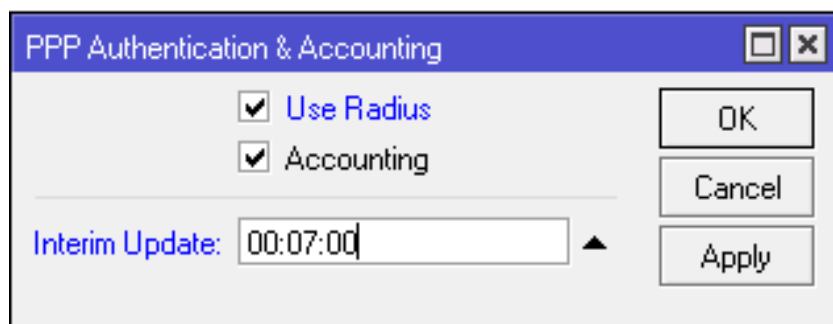 PPP Authentication & Accounting
Use Radius
OK
Accounting
Cancel
Interim Update: 00:07:00
Apply